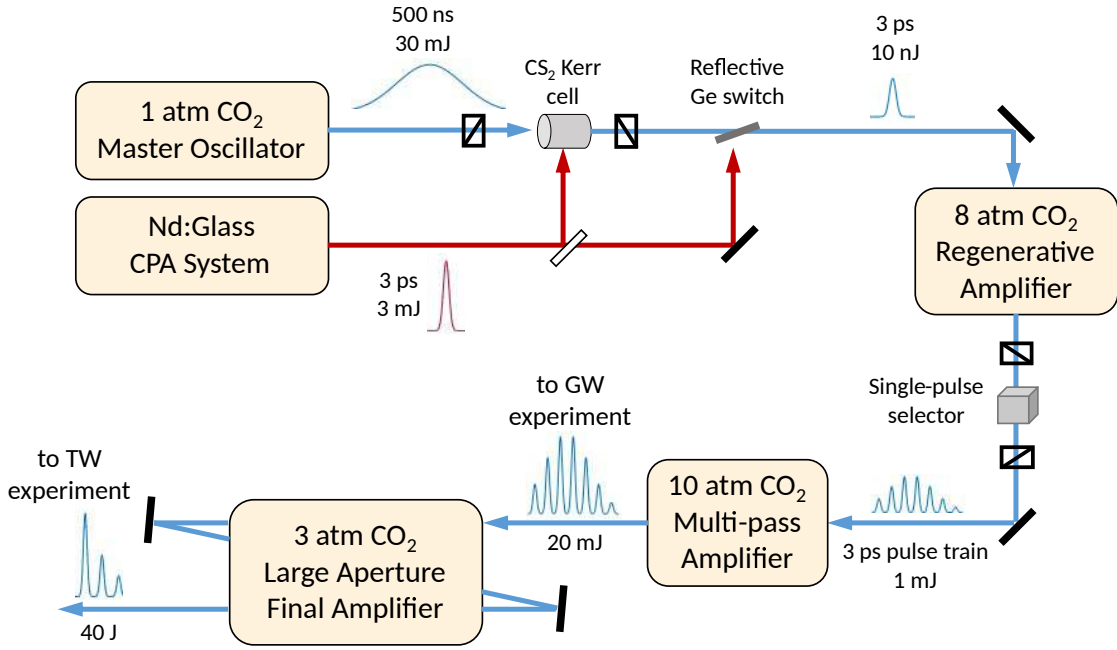 500 ns
30 mJ
1 atm CO₂
Master Oscillator
CS₂ Kerr
cell
Reflective
Ge switch
3 ps
10 nJ
Nd:Glass
CPA System
3 ps
3 mJ
8 atm CO₂
Regenerative
Amplifier
Single-pulse
selector
3 ps pulse train
1 mJ
10 atm CO₂
Multi-pass
Amplifier
to GW
experiment
20 mJ
3 atm CO₂
Large Aperture
Final Amplifier
to TW
experiment
40 J